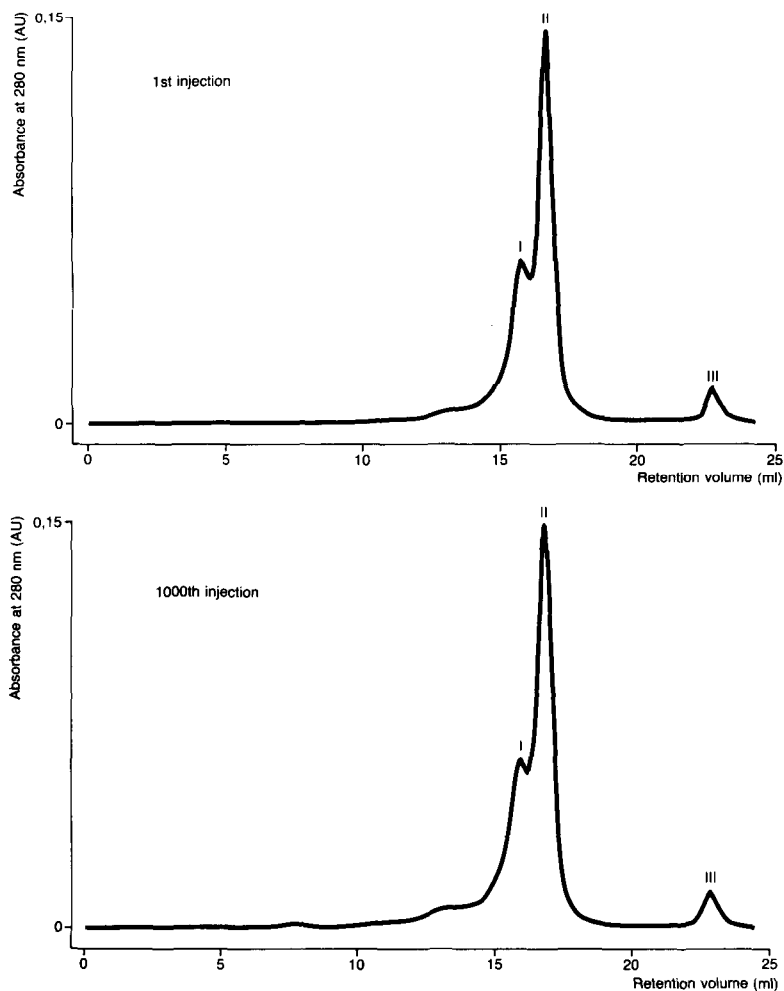 0,15
II
Absorbance at 280 nm (AU)
1st injection
I
III
0
0 5 10 15 20 25
Retention volume (ml)
II
0,15
Absorbance at 280 nm (AU)
1000th injection
I
III
0
0 5 10 15 20 25
Retention volume (ml)